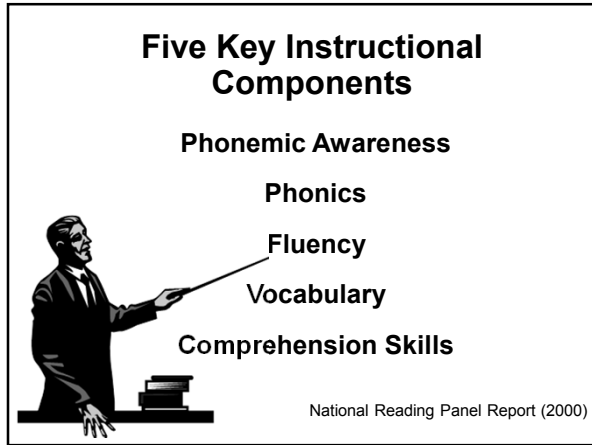 Five Key Instructional
Components
Phonemic Awareness
Phonics
Fluency
Vocabulary
Comprehension Skills
National Reading Panel Report (2000)